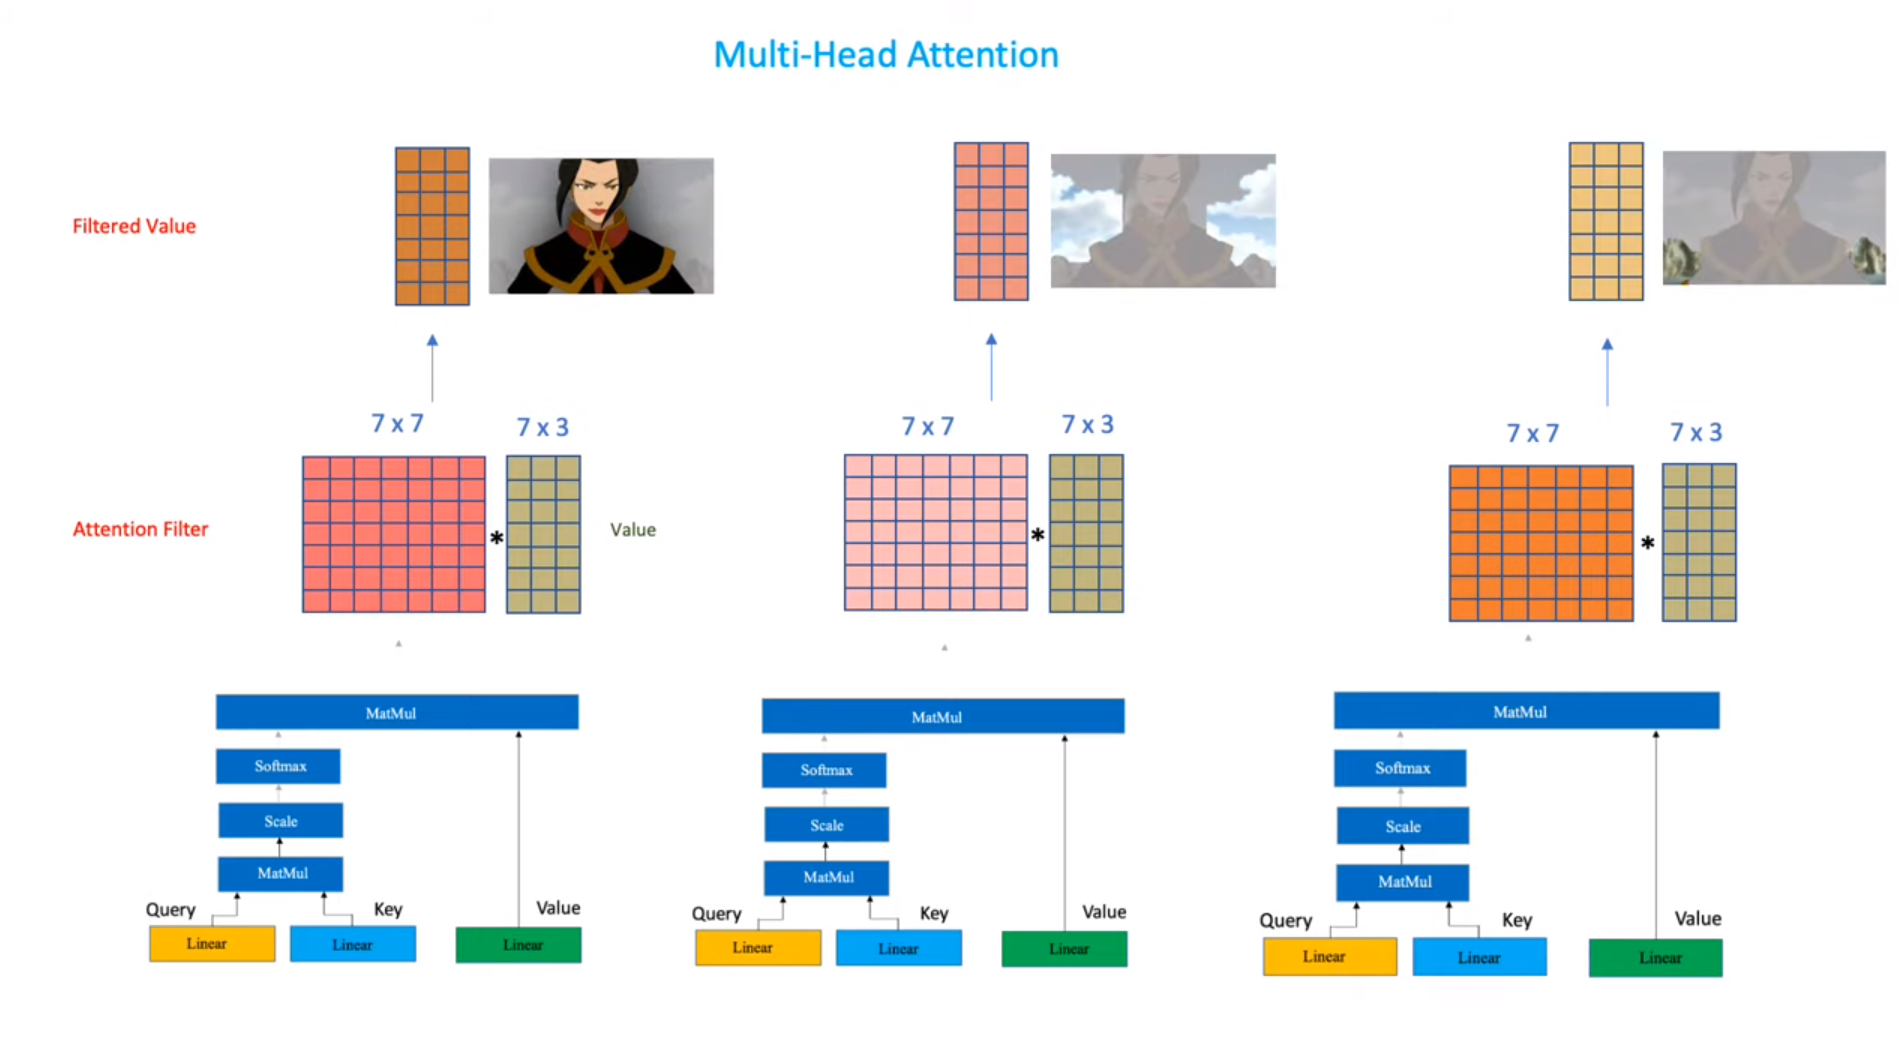 Multi-Head Attention
Filtered Value
7 x 7
7 x 3
7 x 7
7 x 3
7 x 7
7 x 3
Attention Filter
*
Value
*
*
MatMul
MatMul
MatMul
Softmax
Softmax
Softmax
Scale
Scale
Scale
MatMul
MatMul
MatMul
Query
Key
Value
Query
Key
Value
Query
Key
Value
Linear
Linear
Linear
Linear
Linear
Linear
Linear
Linear
Linear